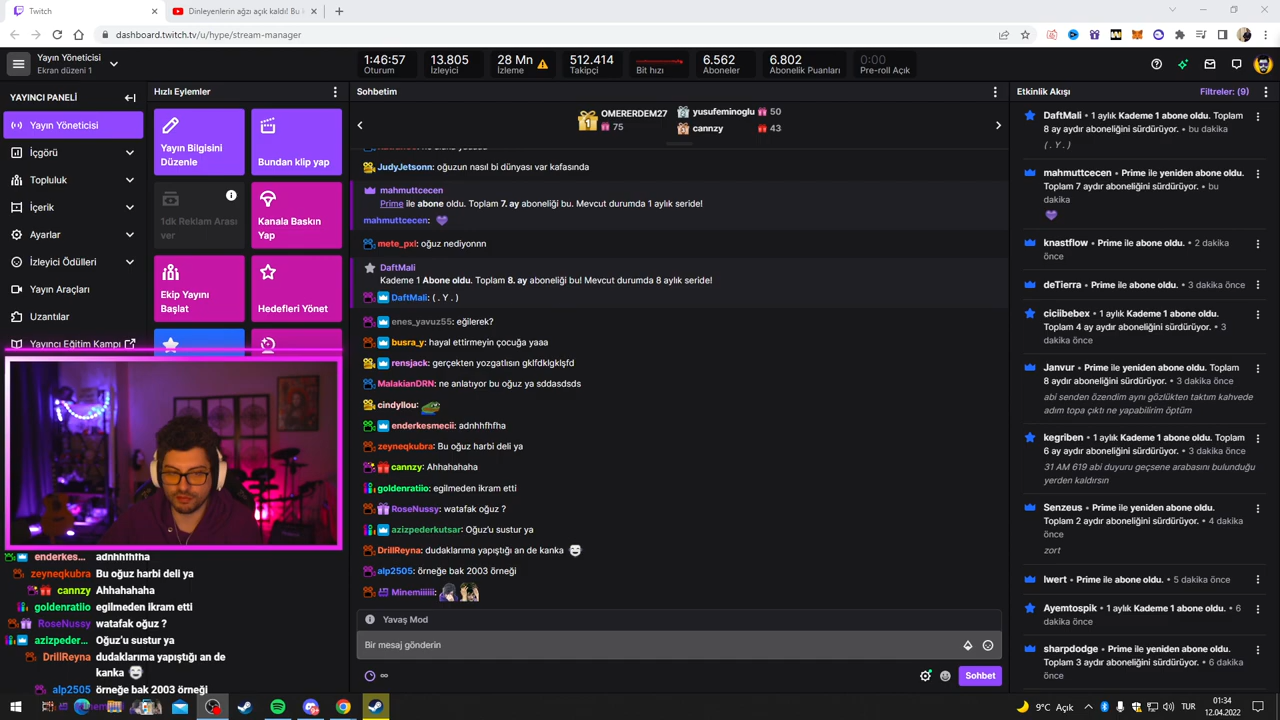 Twitch
Dinleyenlerin ağzı açık kaldı! Bu
dashboard.twitch.tv/u/hype/stream-manager
Yayın Yöneticisi
Ekran düzeni 1
1:46:57
Oturum
13.805
İzleyici
28 Mn
İzleme
512.414
Takipçi
Bit hızı
6.562
Aboneler
6.802
Abonelik Puanları
0:00
Pre-roll Açık
YAYINCI PANELİ
Yayın Yöneticisi
İçgörü
Topluluk
İçerik
Ayarlar
İzleyici Ödülleri
Yayın Araçları
Uzantılar
Yayıncı Eğitim Kampı
Hızlı Eylemler
Yayın Bilgisini
Düzenle
Bundan klip yap
1dk Reklam Arası
ver
Kanala Baskın
Yap
Ekip Yayını
Başlat
Hedefleri Yönet
enderkes... adnhhfhfha
zeyneqkubra Bu oğuz harbi deli ya
cannzy Ahhahahaha
goldenratiio egilmeden ikram etti
RoseNussy watafak oğuz ?
azizpeder... Oğuz'u sustur ya
DrillReyna dudaklarıma yapıştığı an de
kanka
alp2505 örneğe bak 2003 örneği
Sohbetim
1
OMERERDEM27
75
2
yusufeminoglu 50
3
cannzy 43
JudyJetsonn: oğuzun nasıl bi dünyası var kafasında
mahmuttcecen
Prime ile abone oldu. Toplam 7. ay aboneliği bu. Mevcut durumda 1 aylık seride!
mahmuttcecen:
mete_pxl: oğuz nediyonnn
DaftMali
Kademe 1 Abone oldu. Toplam 8. ay aboneliği bu! Mevcut durumda 8 aylık seride!
DaftMali: ( . Y . )
enes_yavuz55: eğilerek?
busra_y: hayal ettirmeyin çocuğa yaaa
rensjack: gerçekten yozgatlısın gklfdkglkşlsfd
MalakianDRN: ne anlatıyor bu oğuz ya sddasdsds
cindyllou:
enderkesmecii: adnhhfhfha
zeyneqkubra: Bu oğuz harbi deli ya
cannzy: Ahhahahaha
goldenratiio: egilmeden ikram etti
RoseNussy: watafak oğuz ?
azizpederkutsar: Oğuz'u sustur ya
DrillReyna: dudaklarıma yapıştığı an de kanka
alp2505: örneğe bak 2003 örneği
Minemiiiiii:
Yavaş Mod
Bir mesaj gönderin
Sohbet
Etkinlik Akışı
Filtreler: (9)
DaftMali • 1 aylık Kademe 1 abone oldu. Toplam
8 ay aydır aboneliğini sürdürüyor. • bu dakika
( . Y . )
mahmuttcecen • Prime ile yeniden abone oldu.
Toplam 7 aydır aboneliğini sürdürüyor. • bu
dakika
knastflow • Prime ile abone oldu. • 2 dakika
önce
deTierra • Prime ile abone oldu. • 3 dakika önce
ciciibebex • 1 aylık Kademe 1 abone oldu.
Toplam 4 ay aydır aboneliğini sürdürüyor. • 3
dakika önce
Janvur • Prime ile yeniden abone oldu. Toplam
8 aydır aboneliğini sürdürüyor. • 3 dakika önce
abi senden özendim aynı gözlükten taktım kahvede
adım topa çıktı ne yapabilirim öptüm
kegriben • 1 aylık Kademe 1 abone oldu. Toplam
6 ay aydır aboneliğini sürdürüyor. • 3 dakika önce
31 AM 619 abi duyuru geçsene arabasını bulunduğu
yerden kaldırsın
Senzeus • Prime ile yeniden abone oldu.
Toplam 2 aydır aboneliğini sürdürüyor. • 4 dakika
önce
zort
lwert • Prime ile abone oldu. • 5 dakika önce
Ayemtospik • 1 aylık Kademe 1 abone oldu. • 6
dakika önce
sharpdodge • Prime ile yeniden abone oldu.
Toplam 3 aydır aboneliğini sürdürüyor. • 6 dakika
önce
9°C Açık
TUR
01:34
12.04.2022